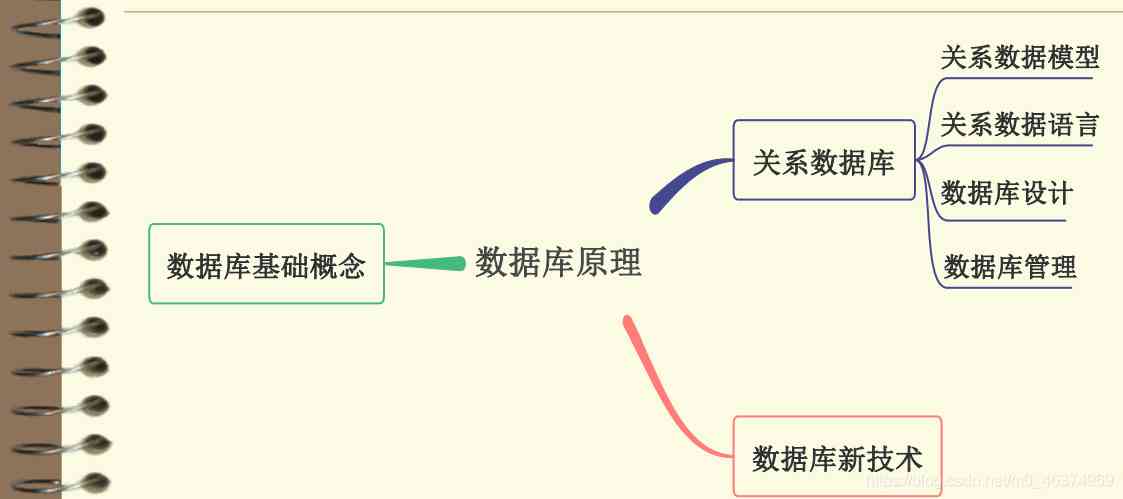 关系数据模型
关系数据语言
关系数据库
数据库设计
数据库基础概念
数据库原理
数据库管理
数据库新技术
https://blog.csdn.net/m0_46374969